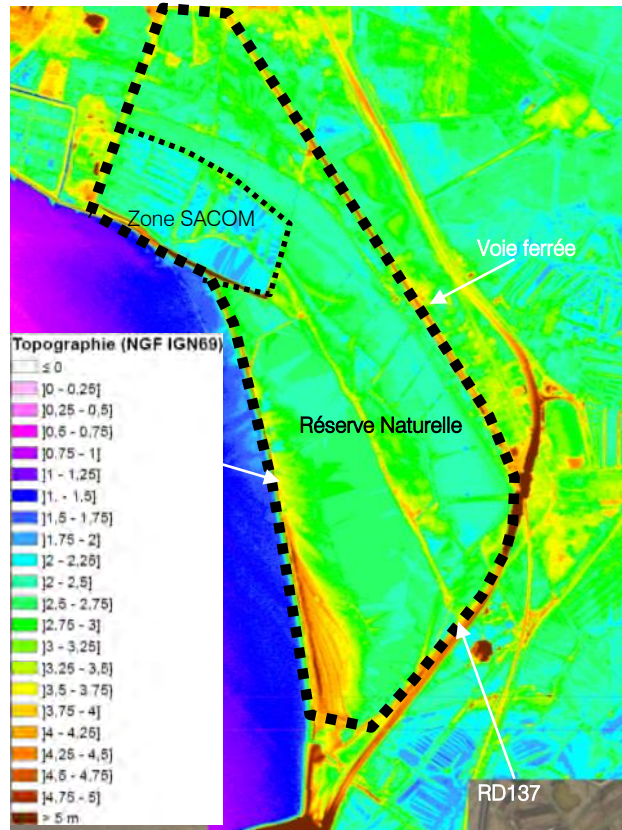 Zone SACOM
Voie ferrée
Topographie (NGF IGN69)
≤ 0
]0 - 0,25]
]0,25 - 0,5]
]0,5 - 0,75]
]0.75 - 1]
]1 - 1,25]
]1. - 1,5]
]1,5 - 1,75]
]1.75 - 2]
]2 - 2,25]
]2 - 2,5]
]2,5 - 2,75]
]2.75 - 3]
]3 - 3,25]
]3.25 - 3,5]
]3,5 - 3.75]
]3,75 - 4]
]4 - 4,25]
]4,25 - 4,5]
]4,5 - 4,75]
]4,75 - 5]
> 5 m
Réserve Naturelle
RD137